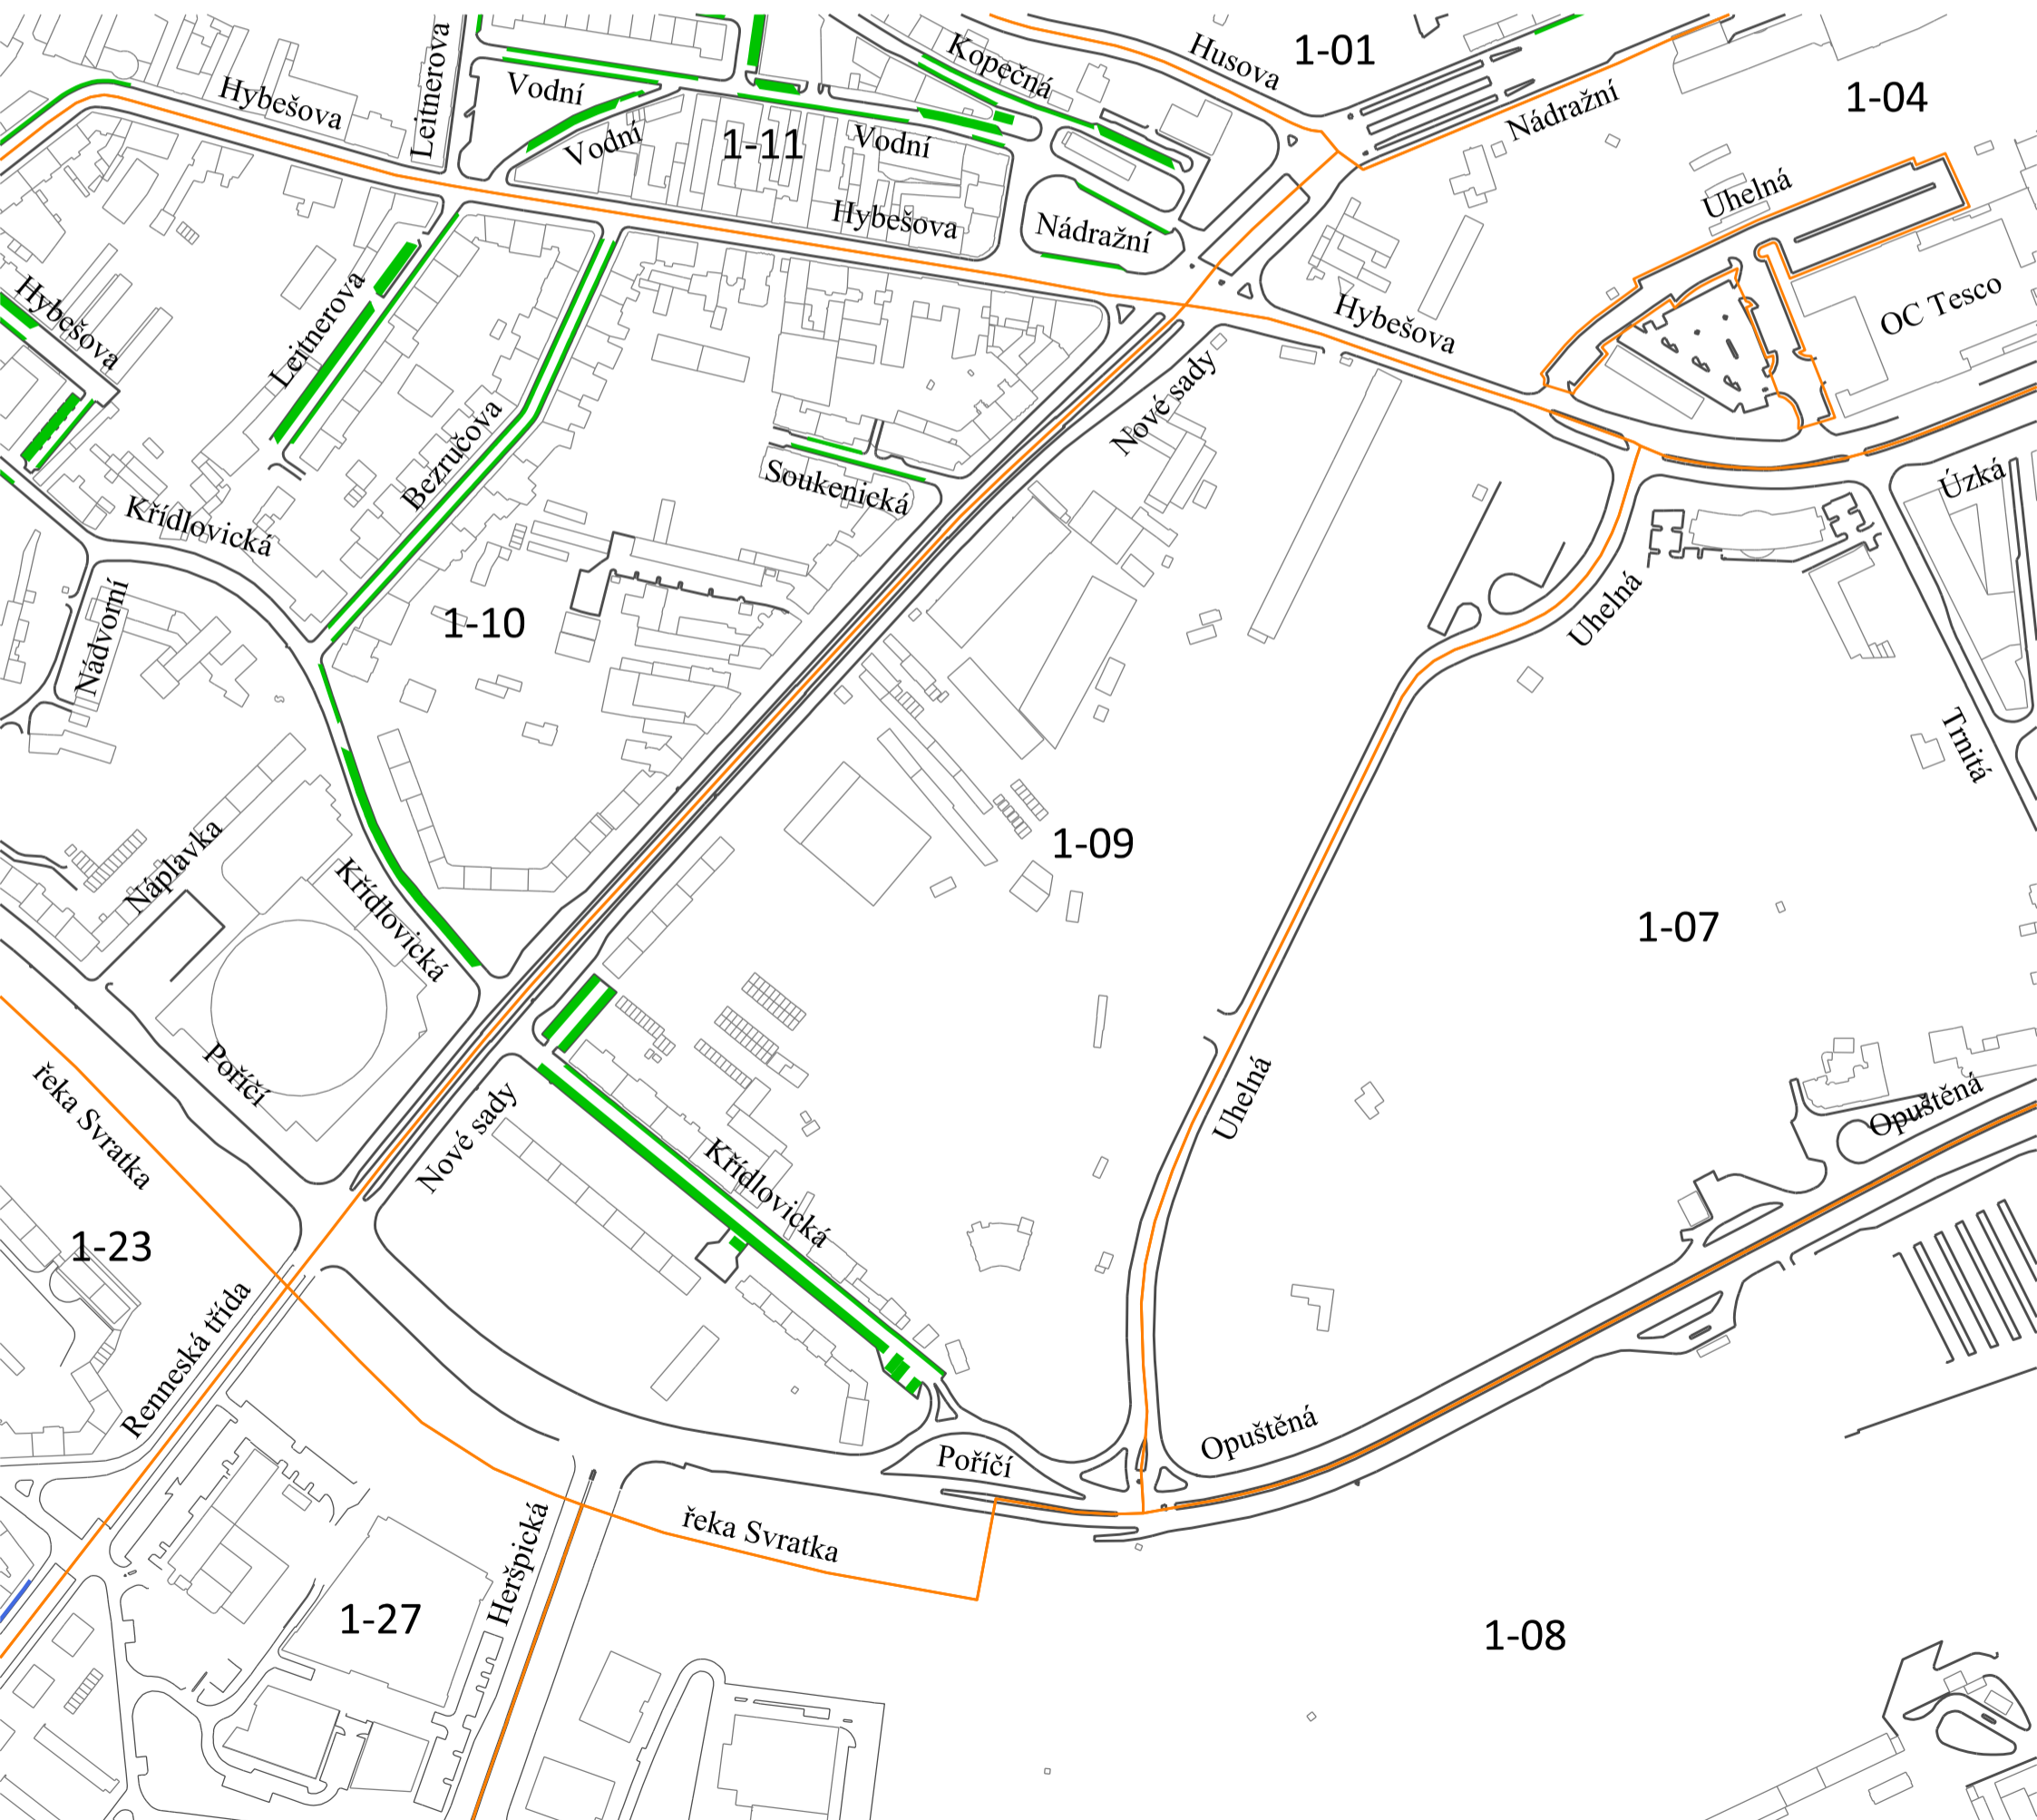 Husova
1-01
Kopečná
Leitnerova
Hybešova
Vodní
1-04
Nádražní
Vodní
1-11
Vodní
Uhelná
Hybešova
Nádražní
OC Tesco
Hybešova
Leitnerova
Hybešova
Nové sady
Bezručova
Soukenická
Úzká
Křídlovická
Nádvorní
1-10
Uhelná
Trnitá
1-09
Náplavka
Křídlovická
1-07
Poříčí
řeka Svratka
Uhelná
Opuštěná
Nové sady
Křídlovická
1-23
Renneská třída
Opuštěná
Poříčí
řeka Svratka
Heršpická
1-27
1-08